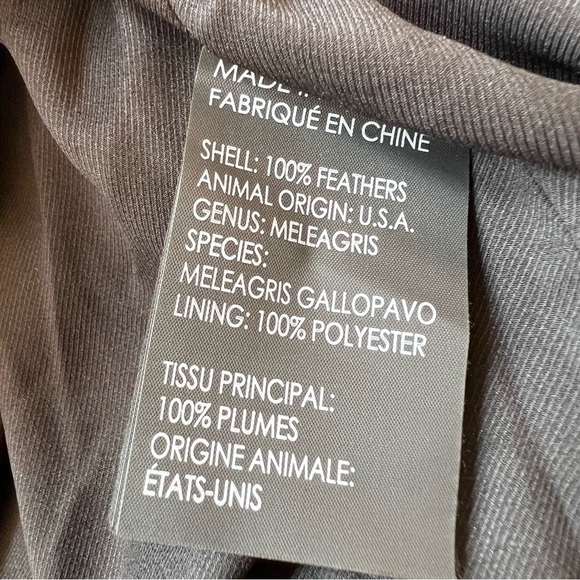 MADE
FABRIQUÉ EN CHINE
SHELL: 100% FEATHERS
ANIMAL ORIGIN: U.S.A.
GENUS: MELEAGRIS
SPECIES:
MELEAGRIS GALLOPAVO
LINING: 100% POLYESTER
TISSU PRINCIPAL:
100% PLUMES
ORIGINE ANIMALE:
ÉTATS-UNIS